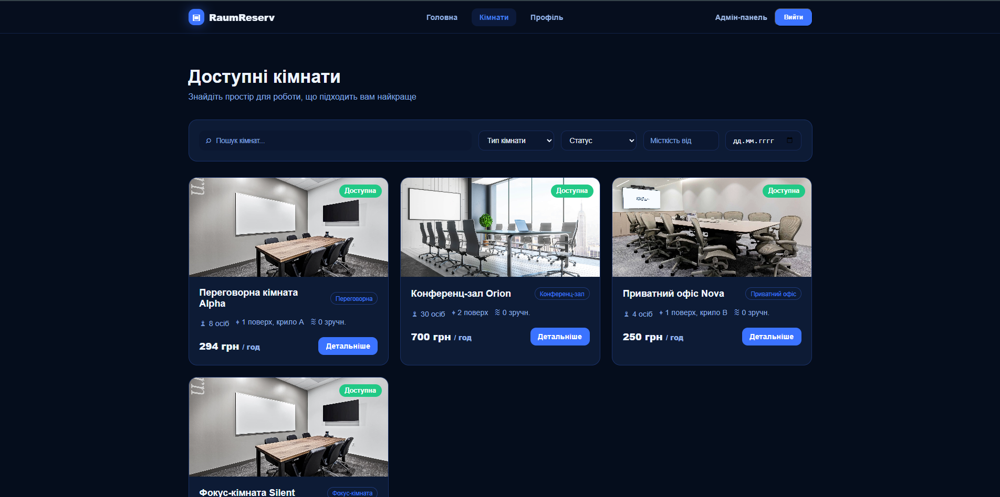 RaumReserv
Головна
Кімнати
Профіль
Адмін-панель
Вийти
Доступні кімнати
Знайдіть простір для роботи, що підходить вам найкраще
Пошук кімнат...
Тип кімнати
Статус
Місткість від
дд.мм.гггг
Доступна
Доступна
Доступна
Переговорна кімната
Alpha
Переговорна
8 осіб
1 поверх, крило А
0 зручн.
294 грн / год
Детальніше
Конференц-зал Orion
Конференц-зал
30 осіб
2 поверх
0 зручн.
700 грн / год
Детальніше
Приватний офіс Nova
Приватний офіс
4 осіб
1 поверх, крило B
0 зручн.
250 грн / год
Детальніше
Доступна
Фокус-кімната Silent
Фокус-кімната